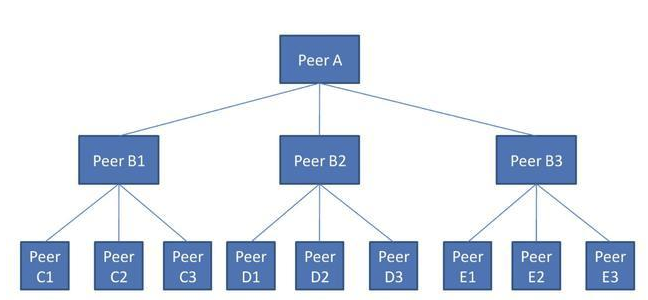 Peer A
Peer B1
Peer B2
Peer B3
Peer
C1
Peer
C2
Peer
C3
Peer
D1
Peer
D2
Peer
D3
Peer
E1
Peer
E2
Peer
E3